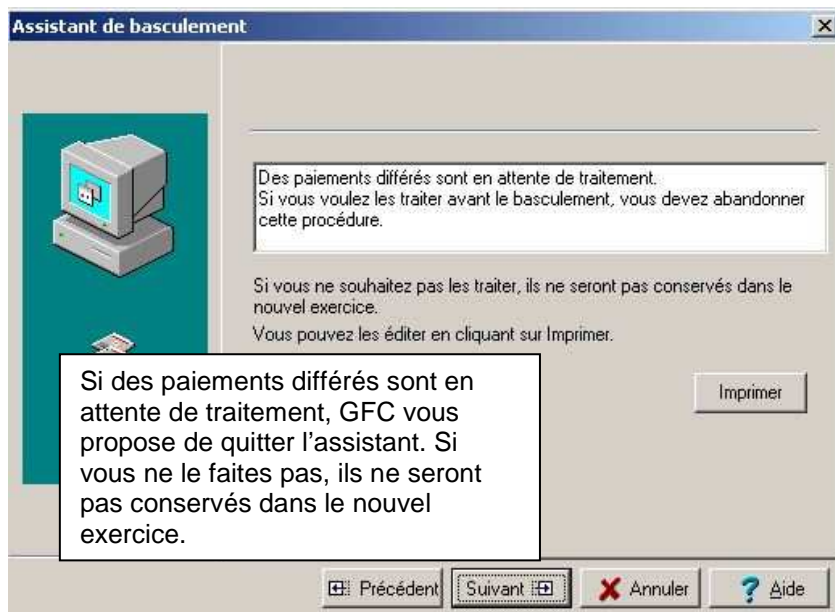 Assistant de basculement
Des paiements différés sont en attente de traitement.
Si vous voulez les traiter avant le basculement, vous devez abandonner
cette procédure.
Si vous ne souhaitez pas les traiter, ils ne seront pas conservés dans le
nouvel exercice.
Vous pouvez les éditer en cliquant sur Imprimer.
Imprimer
Si des paiements différés sont en
attente de traitement, GFC vous
propose de quitter l'assistant. Si
vous ne le faites pas, ils ne seront
pas conservés dans le nouvel
exercice.
Précédent Suivant Annuler Aide